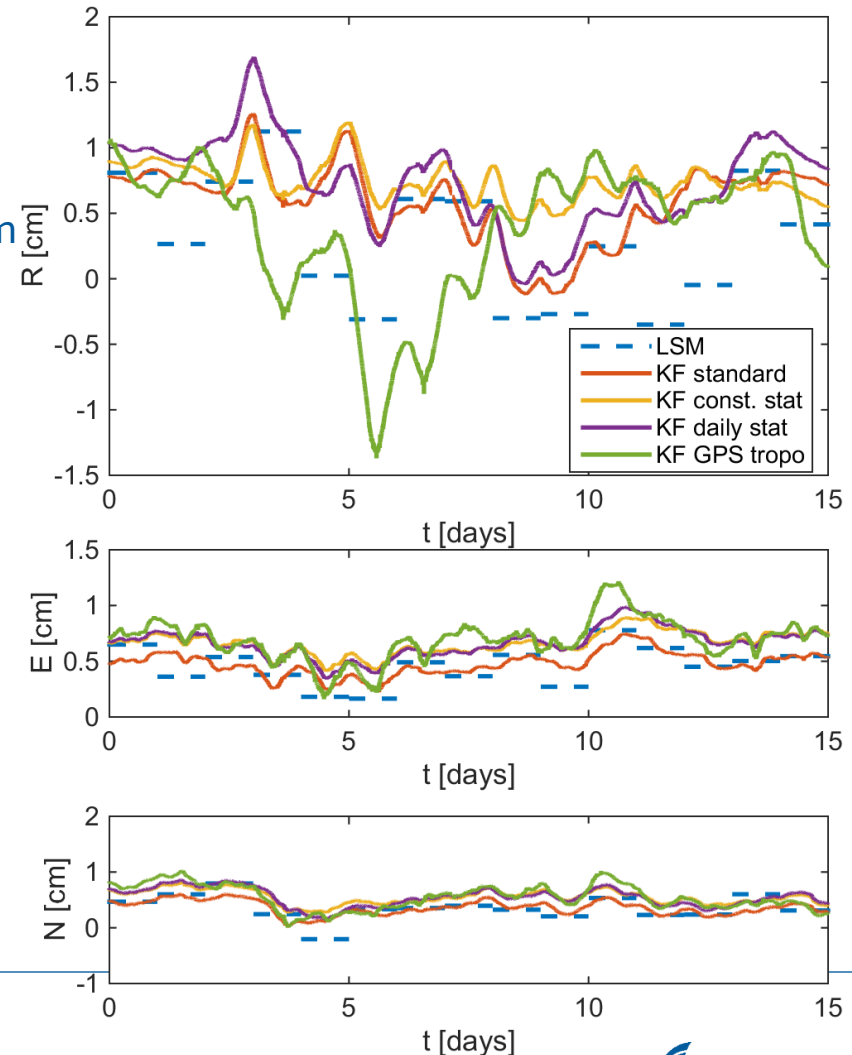 2
1.5
1
0.5
0
-0.5
-1
-1.5
R [cm]
LSM
KF standard
KF const. stat
KF daily stat
KF GPS tropo
0 5 10 15
t [days]
1.5
1
0.5
0
E [cm]
0 5 10 15
t [days]
2
1
0
-1
N [cm]
0 5 10 15
t [days]